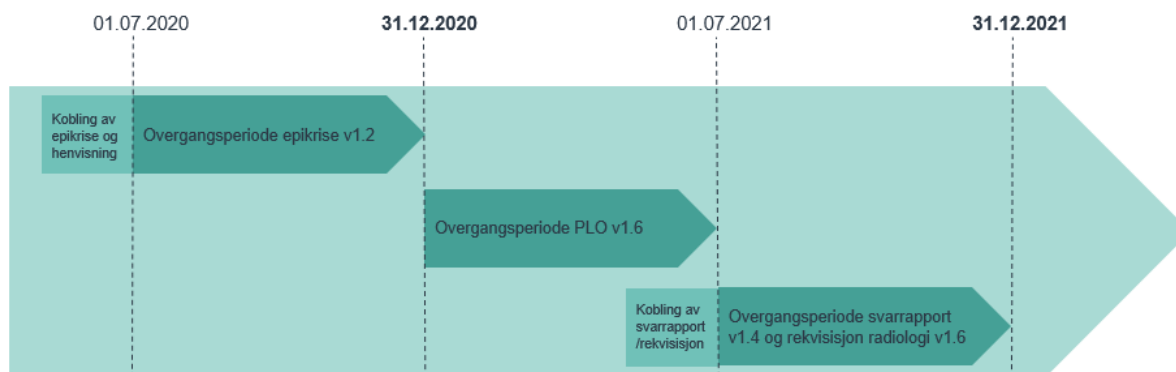 01.07.2020
31.12.2020
01.07.2021
31.12.2021
Kobling av
epikrise og
henvisning
Overgangsperiode epikrise v1.2
Overgangsperiode PLO v1.6
Kobling av
svarrapport
/rekvisisjon
Overgangsperiode svarrapport
v1.4 og rekvisisjon radiologi v1.6